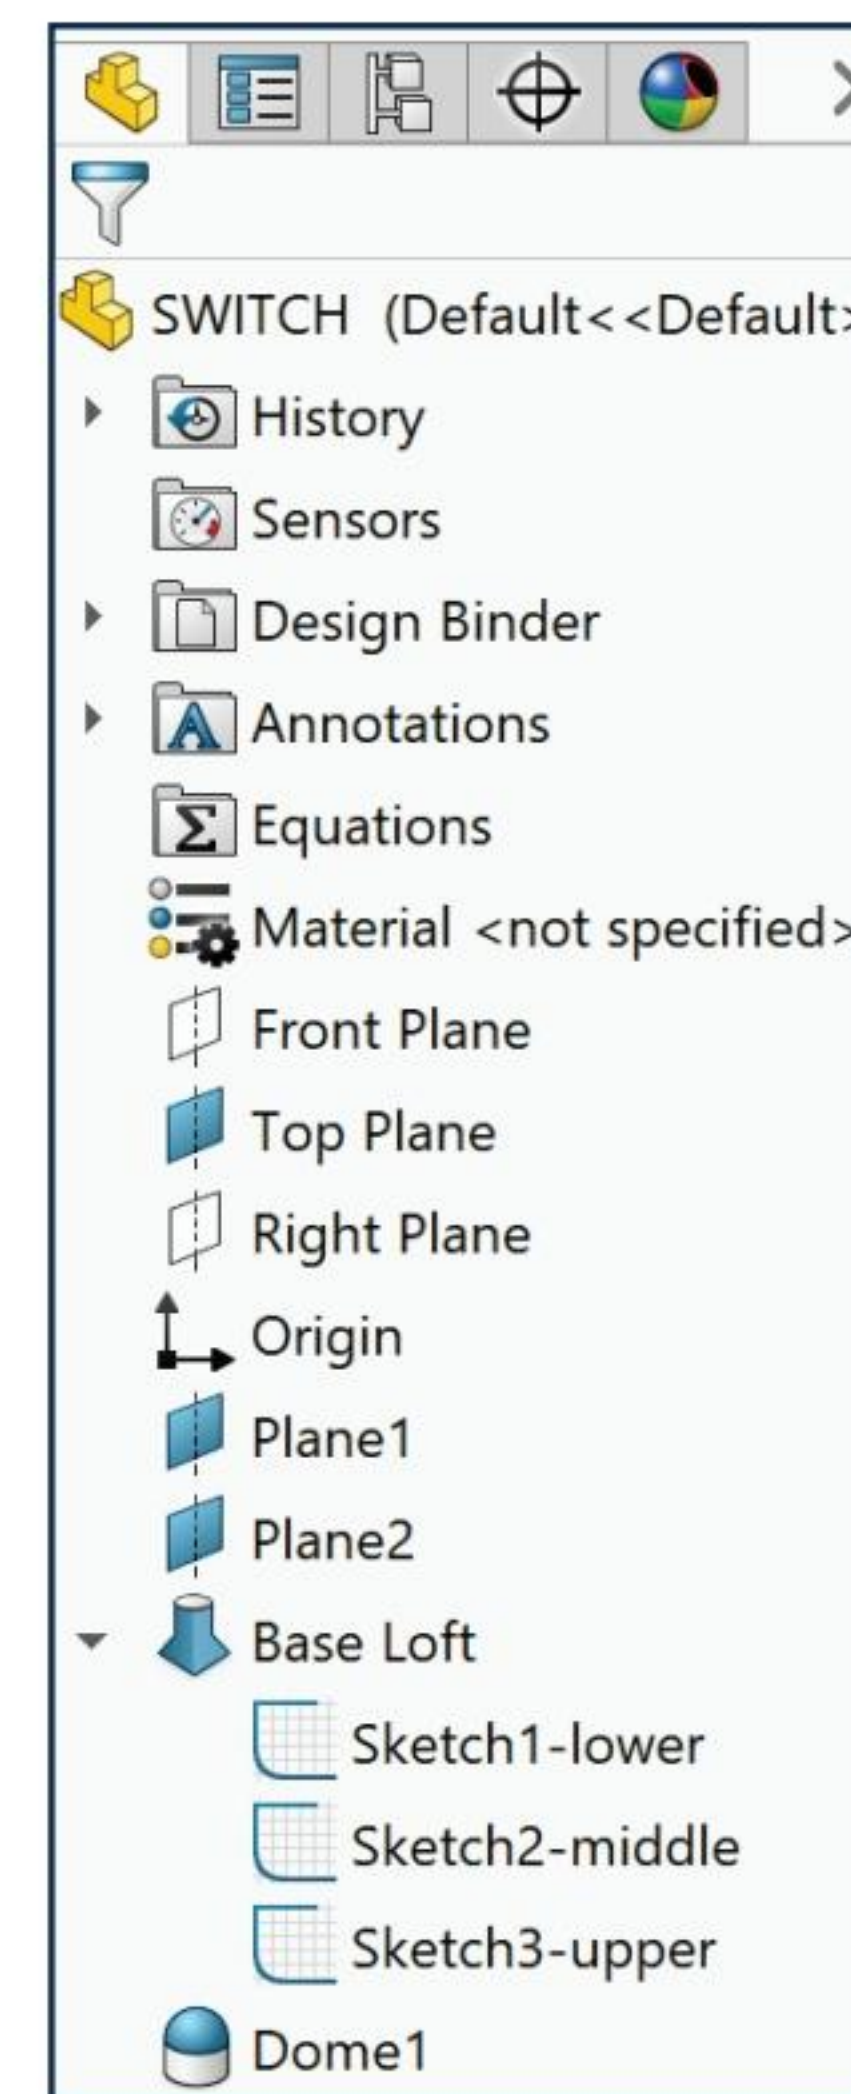 SWITCH (Default<<Default>
History
Sensors
Design Binder
Annotations
Equations
Material <not specified>
Front Plane
Top Plane
Right Plane
Origin
Plane1
Plane2
Base Loft
Sketch1-lower
Sketch2-middle
Sketch3-upper
Dome1